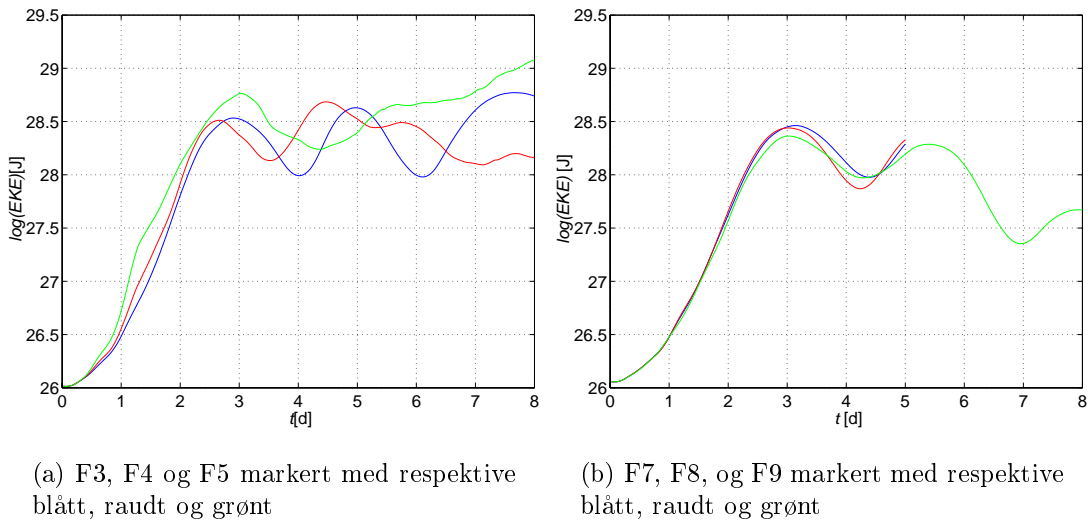 29.5
29
28.5
28
27.5
27
26.5
26
log(EKE)[J]
0 1 2 3 4 5 6 7 8
t[d]
29.5
29
28.5
28
27.5
27
26.5
26
log(EKE) [J]
0 1 2 3 4 5 6 7 8
t [d]
(a) F3, F4 og F5 markert med respektive
blått, raudt og grønt
(b) F7, F8, og F9 markert med respektive
blått, raudt og grønt